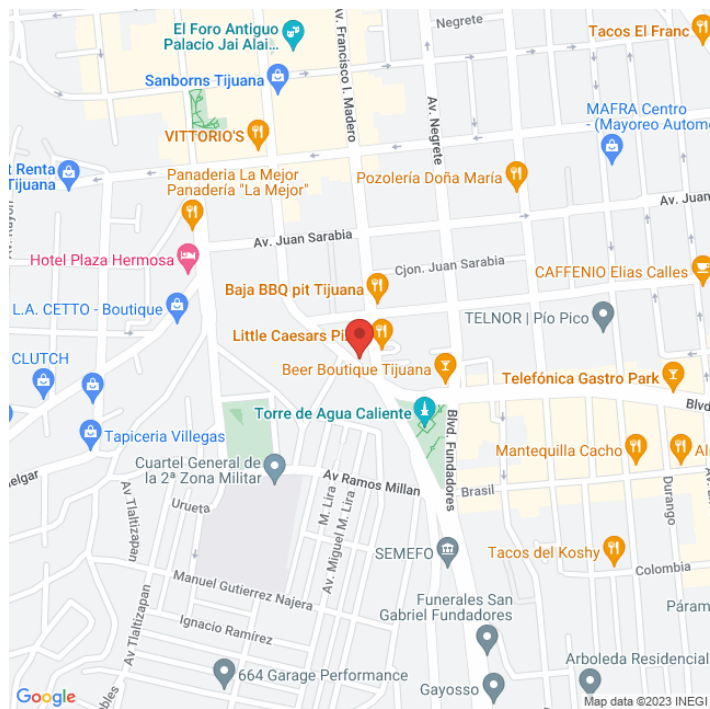 Negrete
El Foro Antiguo
Palacio Jai Alai...
Tacos El Franc
Av. Francisco I. Madero
Sanborns Tijuana
Av. Negrete
MAFRA Centro
- (Mayoreo Autome
VITTORIO'S
t Renta
Tijuana
Panaderia La Mejor
Panadería "La Mejor"
Pozolería Doña María
Av. Juan
Av. Juan Sarabia
Hotel Plaza Hermosa
Cjon. Juan Sarabia
CAFFENIO Elias Calles
Baja BBQ pit Tijuana
L.A. CETTO - Boutique
TELNOR | Pío Pico
Little Caesars Pi
CLUTCH
Beer Boutique Tijuana
Telefónica Gastro Park
Blvd
Torre de Agua Caliente
Blvd. Fundadores
Tapiceria Villegas
Mantequilla Cacho
Al
elgar
Cuartel General de
la 2ª Zona Militar
Av Ramos Millan
Brasil
Durango
Av Tlaltizapan
Urueta
M. Lira
Av. Miguel M. Lira
SEMEFO
Tacos del Koshy
Colombia
Manuel Gutierrez Najera
Funerales San
Gabriel Fundadores
Páram
Ignacio Ramírez
Av Tlaltizapan
664 Garage Performance
Arboleda Residencial
Gayosso
obles
Google
Map data ©2023 INEGI